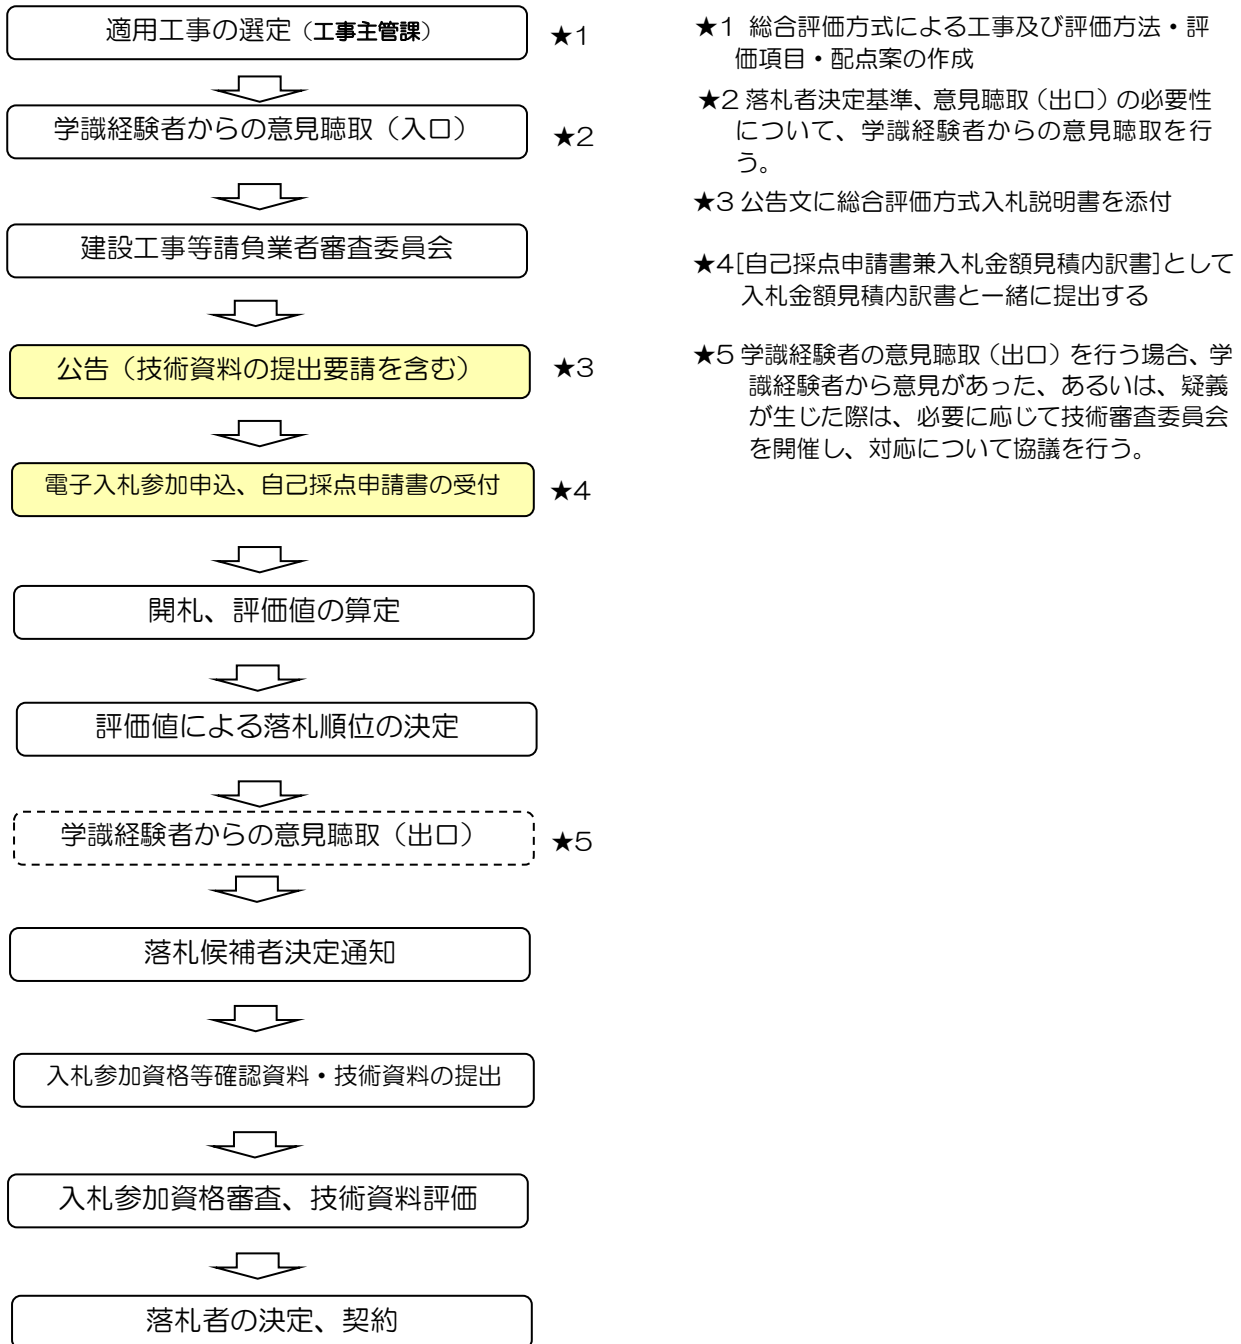 適用工事の選定（工事主管課）
★1
学識経験者からの意見聴取（入口）
★2
建設工事等請負業者審査委員会
公告（技術資料の提出要請を含む）
★3
電子入札参加申込、自己採点申請書の受付
★4
開札、評価値の算定
評価値による落札順位の決定
学識経験者からの意見聴取（出口）
★5
落札候補者決定通知
入札参加資格等確認資料・技術資料の提出
入札参加資格審査、技術資料評価
落札者の決定、契約
★1 総合評価方式による工事及び評価方法・評
価項目・配点案の作成
★2 落札者決定基準、意見聴取（出口）の必要性
について、学識経験者からの意見聴取を行
う。
★3 公告文に総合評価方式入札説明書を添付
★4[自己採点申請書兼入札金額見積内訳書]として
入札金額見積内訳書と一緒に提出する
★5 学識経験者の意見聴取（出口）を行う場合、学
識経験者から意見があった、あるいは、疑義
が生じた際は、必要に応じて技術審査委員会
を開催し、対応について協議を行う。